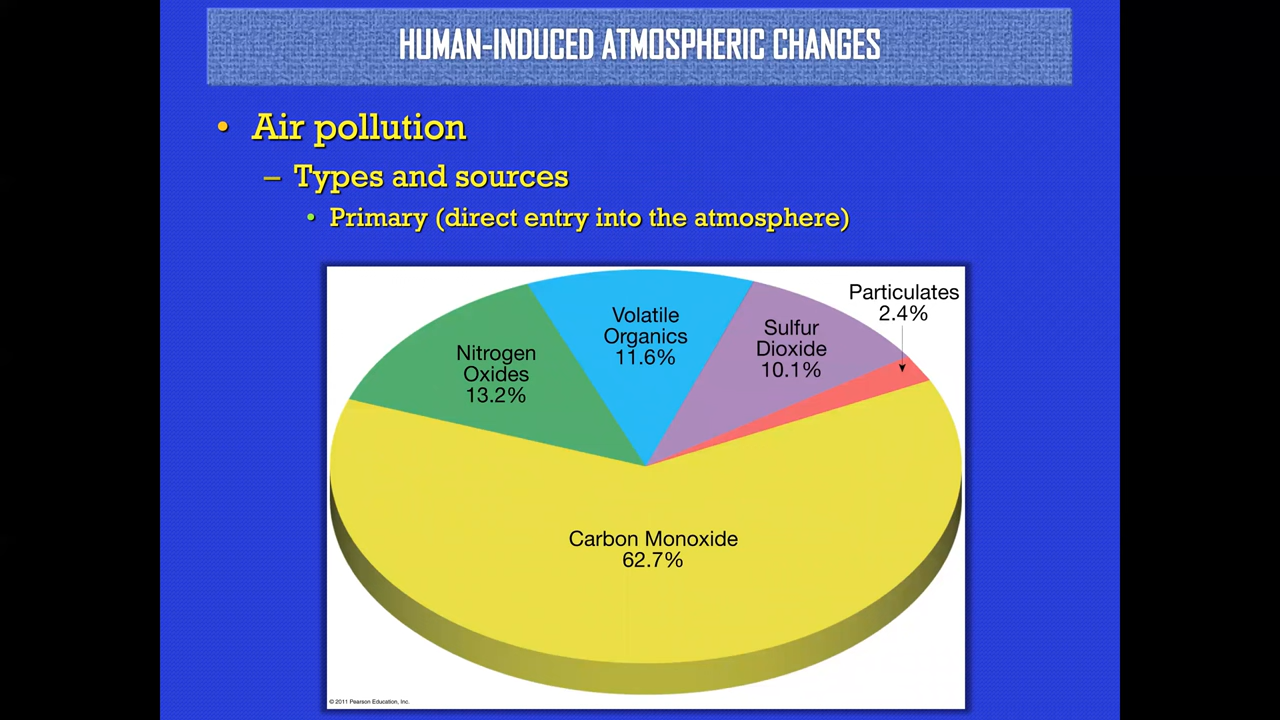 HUMAN-INDUCED ATMOSPHERIC CHANGES
• Air pollution
– Types and sources
• Primary (direct entry into the atmosphere)
Particulates
2.4%
Volatile
Organics
11.6%
Sulfur
Dioxide
10.1%
Nitrogen
Oxides
13.2%
Carbon Monoxide
62.7%
© 2011 Pearson Education, Inc.